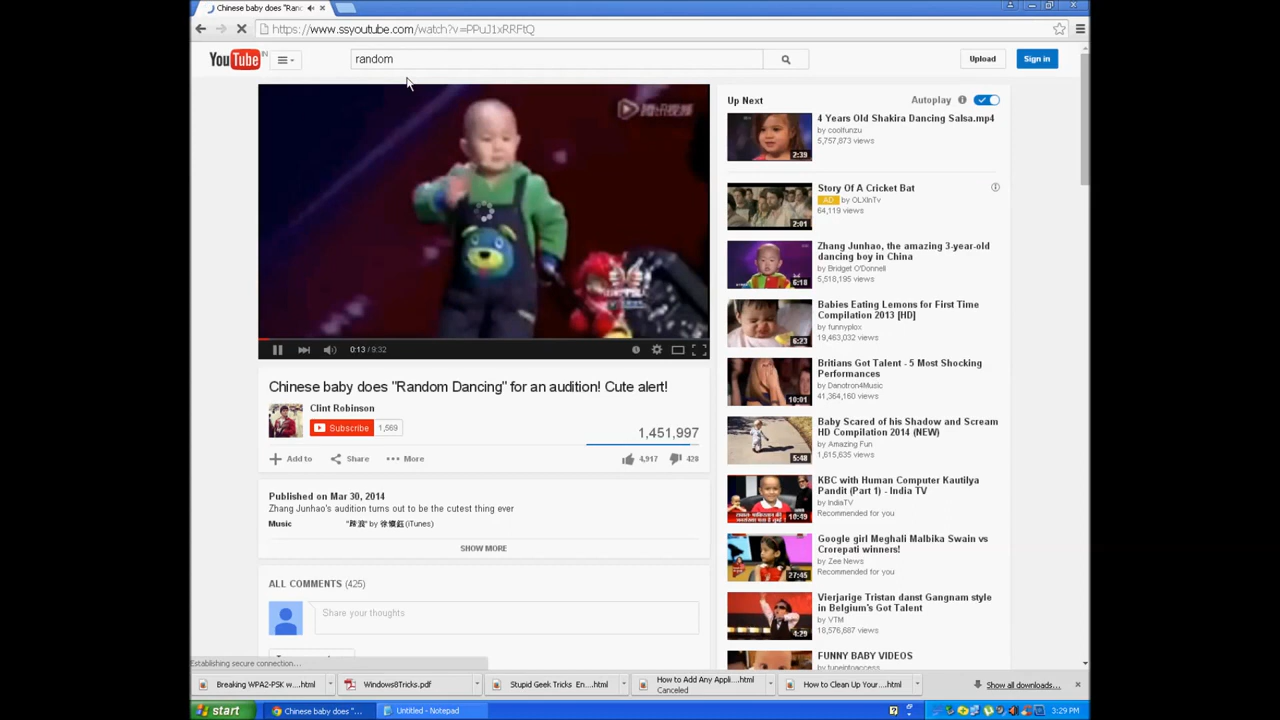 Chinese baby does "Ran
https://www.ssyoutube.com/watch?v=PPuJ1xRRFtQ
YouTube IN
random
Upload
Sign in
腾讯视频
0:13 / 9:32
Chinese baby does "Random Dancing" for an audition! Cute alert!
Clint Robinson
Subscribe 1,569
1,451,997
Add to Share More
4,917 428
Published on Mar 30, 2014
Zhang Junhao's audition turns out to be the cutest thing ever
Music (iTunes)
SHOW MORE
ALL COMMENTS (425)
Share your thoughts
Up Next
Autoplay
4 Years Old Shakira Dancing Salsa.mp4
by coolfunzu
5,757,873 views
2:39
Story Of A Cricket Bat
AD by OLXInTv
64,119 views
2:01
Zhang Junhao, the amazing 3-year-old
dancing boy in China
by Bridget O'Donnell
5,518,195 views
6:18
Babies Eating Lemons for First Time
Compilation 2013 [HD]
by funnyplox
19,463,032 views
6:23
Britians Got Talent - 5 Most Shocking
Performances
by Danotron4Music
41,364,160 views
10:01
Baby Scared of his Shadow and Scream
HD Compilation 2014 (NEW)
by Amazing Fun
1,615,635 views
5:48
KBC with Human Computer Kautilya
Pandit (Part 1) - India TV
by IndiaTV
Recommended for you
10:49
Google girl Meghali Malbika Swain vs
Crorepati winners!
by Zee News
Recommended for you
27:45
Vierjarige Tristan danst Gangnam style
in Belgium's Got Talent
by VTM
18,576,687 views
4:29
FUNNY BABY VIDEOS
by tuneintoaccess
Establishing secure connection...
Breaking WPA2-PSK w....html
Windows8Tricks.pdf
Stupid Geek Tricks En....html
How to Add Any Appli....html
Canceled
How to Clean Up Your....html
Show all downloads...
start
Chinese baby does "...
Untitled - Notepad
3:29 PM